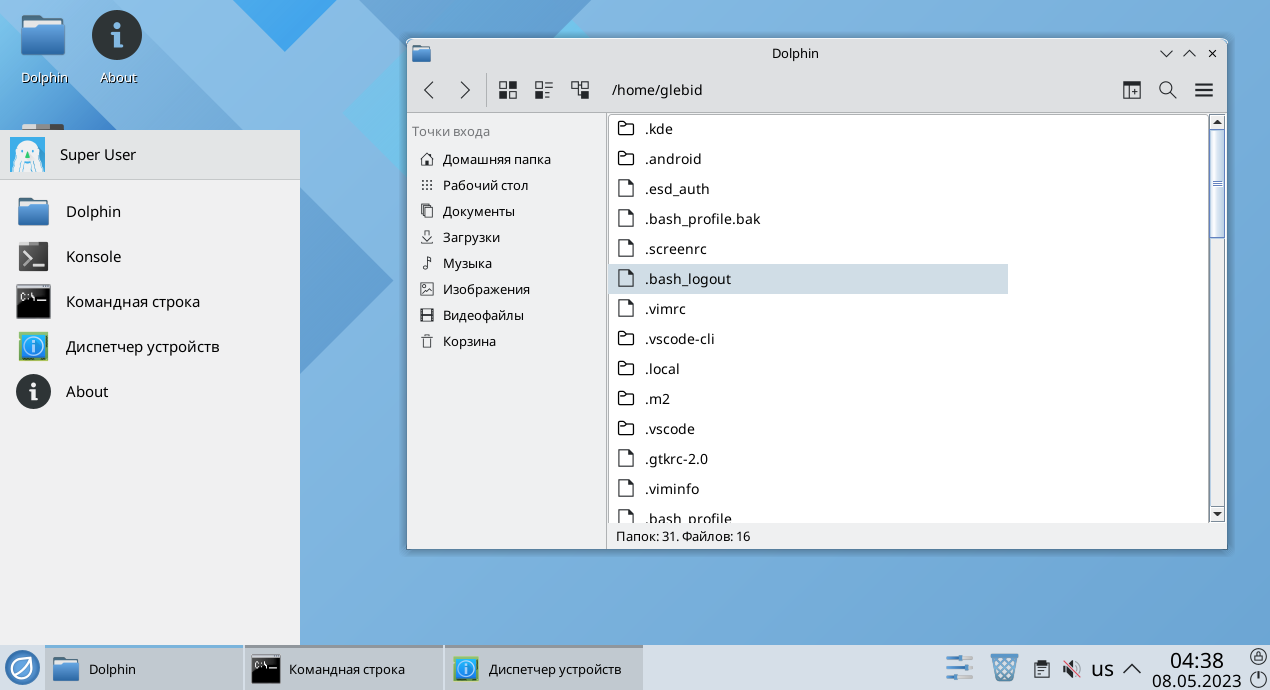 Dolphin
About
Super User
Dolphin
Konsole
Командная строка
Диспетчер устройств
About
Dolphin
/home/glebid
Точки входа
Домашняя папка
Рабочий стол
Документы
Загрузки
Музыка
Изображения
Видеофайлы
Корзина
.kde
.android
.esd_auth
.bash_profile.bak
.screenrc
.bash_logout
.vimrc
.vscode-cli
.local
.m2
.vscode
.gtkrc-2.0
.viminfo
.bash_profile
Папок: 31. Файлов: 16
Dolphin
Командная строка
Диспетчер устройств
us
04:38
08.05.2023